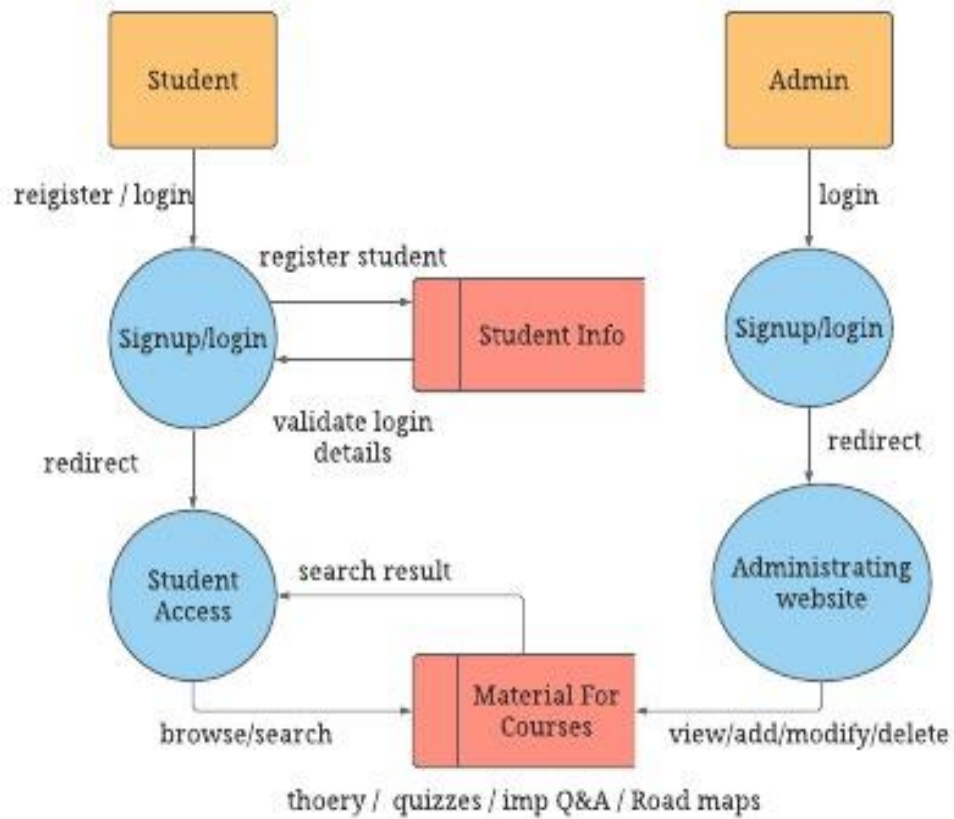 Student
Admin
reigister / login
login
register student
Signup/login
Student Info
Signup/login
validate login
details
redirect
redirect
Student
Access
search result
Administrating
website
Material For
Courses
browse/search
view/add/modify/delete
thoery / quizzes / imp Q&A / Road maps